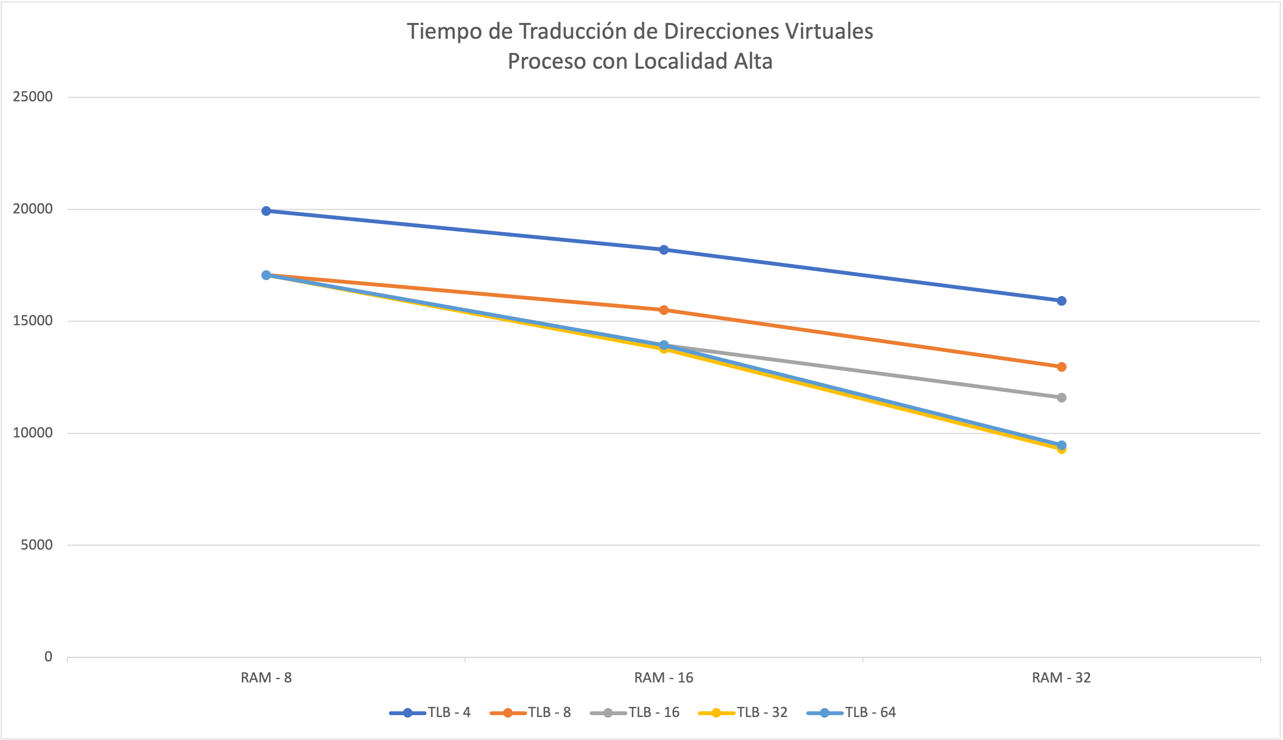 Tiempo de Traducción de Direcciones Virtuales
Proceso con Localidad Alta
25000
20000
15000
10000
5000
0
RAM - 8 RAM - 16 RAM - 32
TLB - 4 TLB - 8 TLB - 16 TLB - 32 TLB - 64